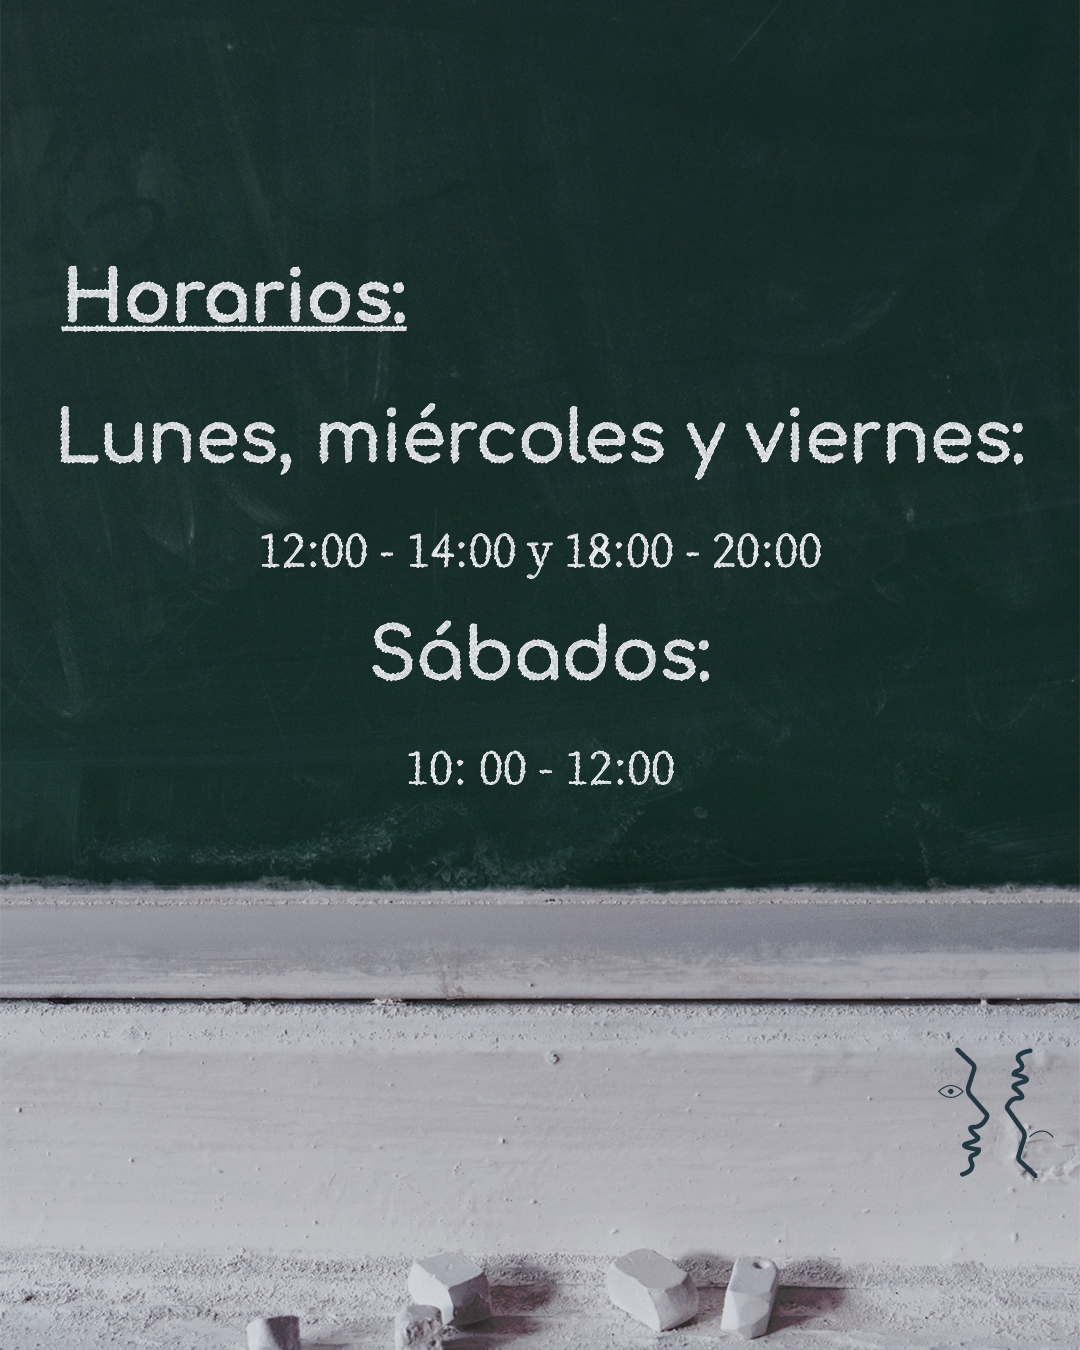 Horarios:
Lunes, miércoles y viernes:
12:00 - 14:00 y 18:00 - 20:00
Sábados:
10: 00 - 12:00